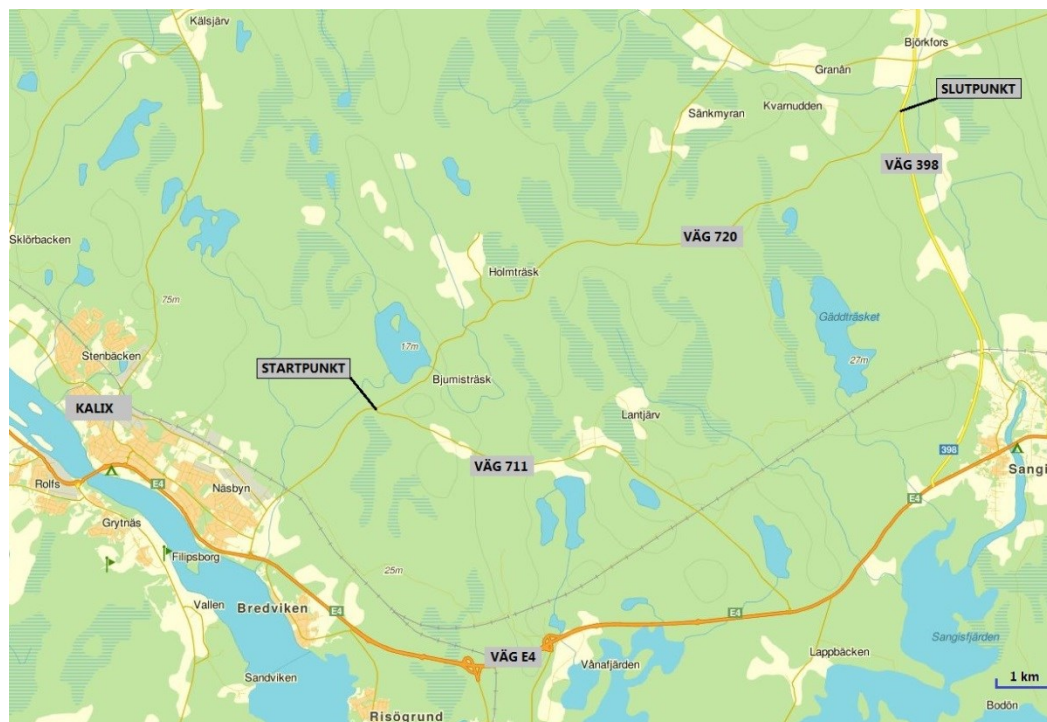 Kälsjärv
Björkfors
Granån
SLUTPUNKT
Kvarnudden
Sänkmyran
VÄG 398
VÄG 720
Sklörbacken
Holmträsk
75m
Gäddträsket
17m
27m
Stenbäcken
STARTPUNKT
Bjumisträsk
KALIX
Lantjärv
398
VÄG 711
Sangi
Rolfs
E4
Näsbyn
E4
Grytnäs
Filipsborg
25m
Vallen
Bredviken
E4
E4
Sangisfjärden
VÄG E4
Lappbäcken
Vånafjärden
Sandviken
1 km
Risögrund
Bodön